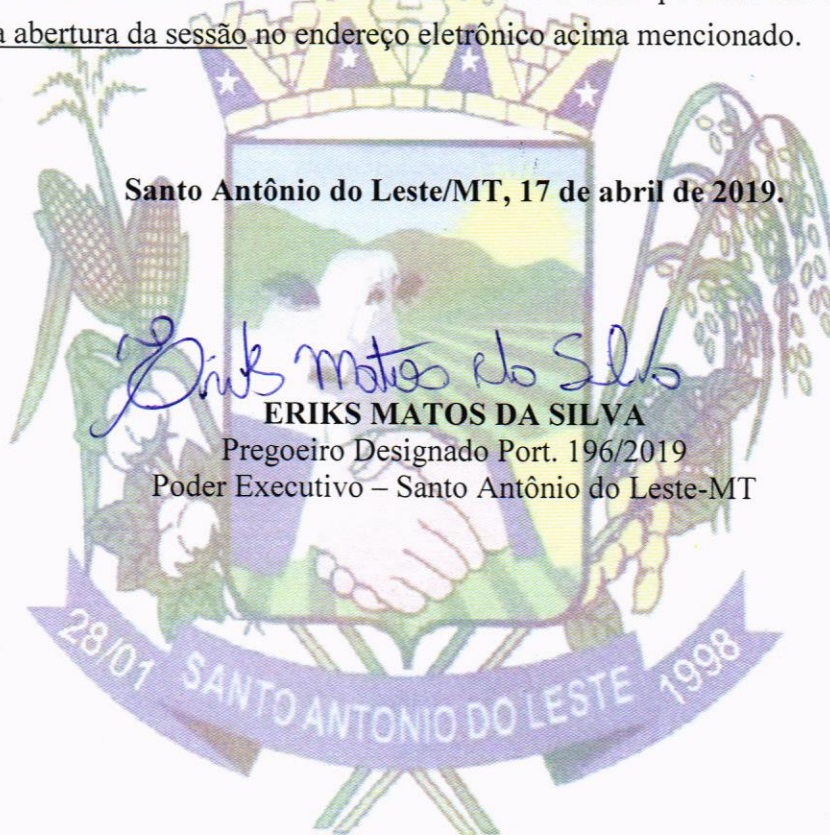 a abertura da sessão no endereço eletrônico acima mencionado.
Santo Antônio do Leste/MT, 17 de abril de 2019.
Eriks Matos da Silva
ERIKS MATOS DA SILVA
Pregoeiro Designado Port. 196/2019
Poder Executivo – Santo Antônio do Leste-MT
28/01 SANTO ANTONIO DO LESTE 1998